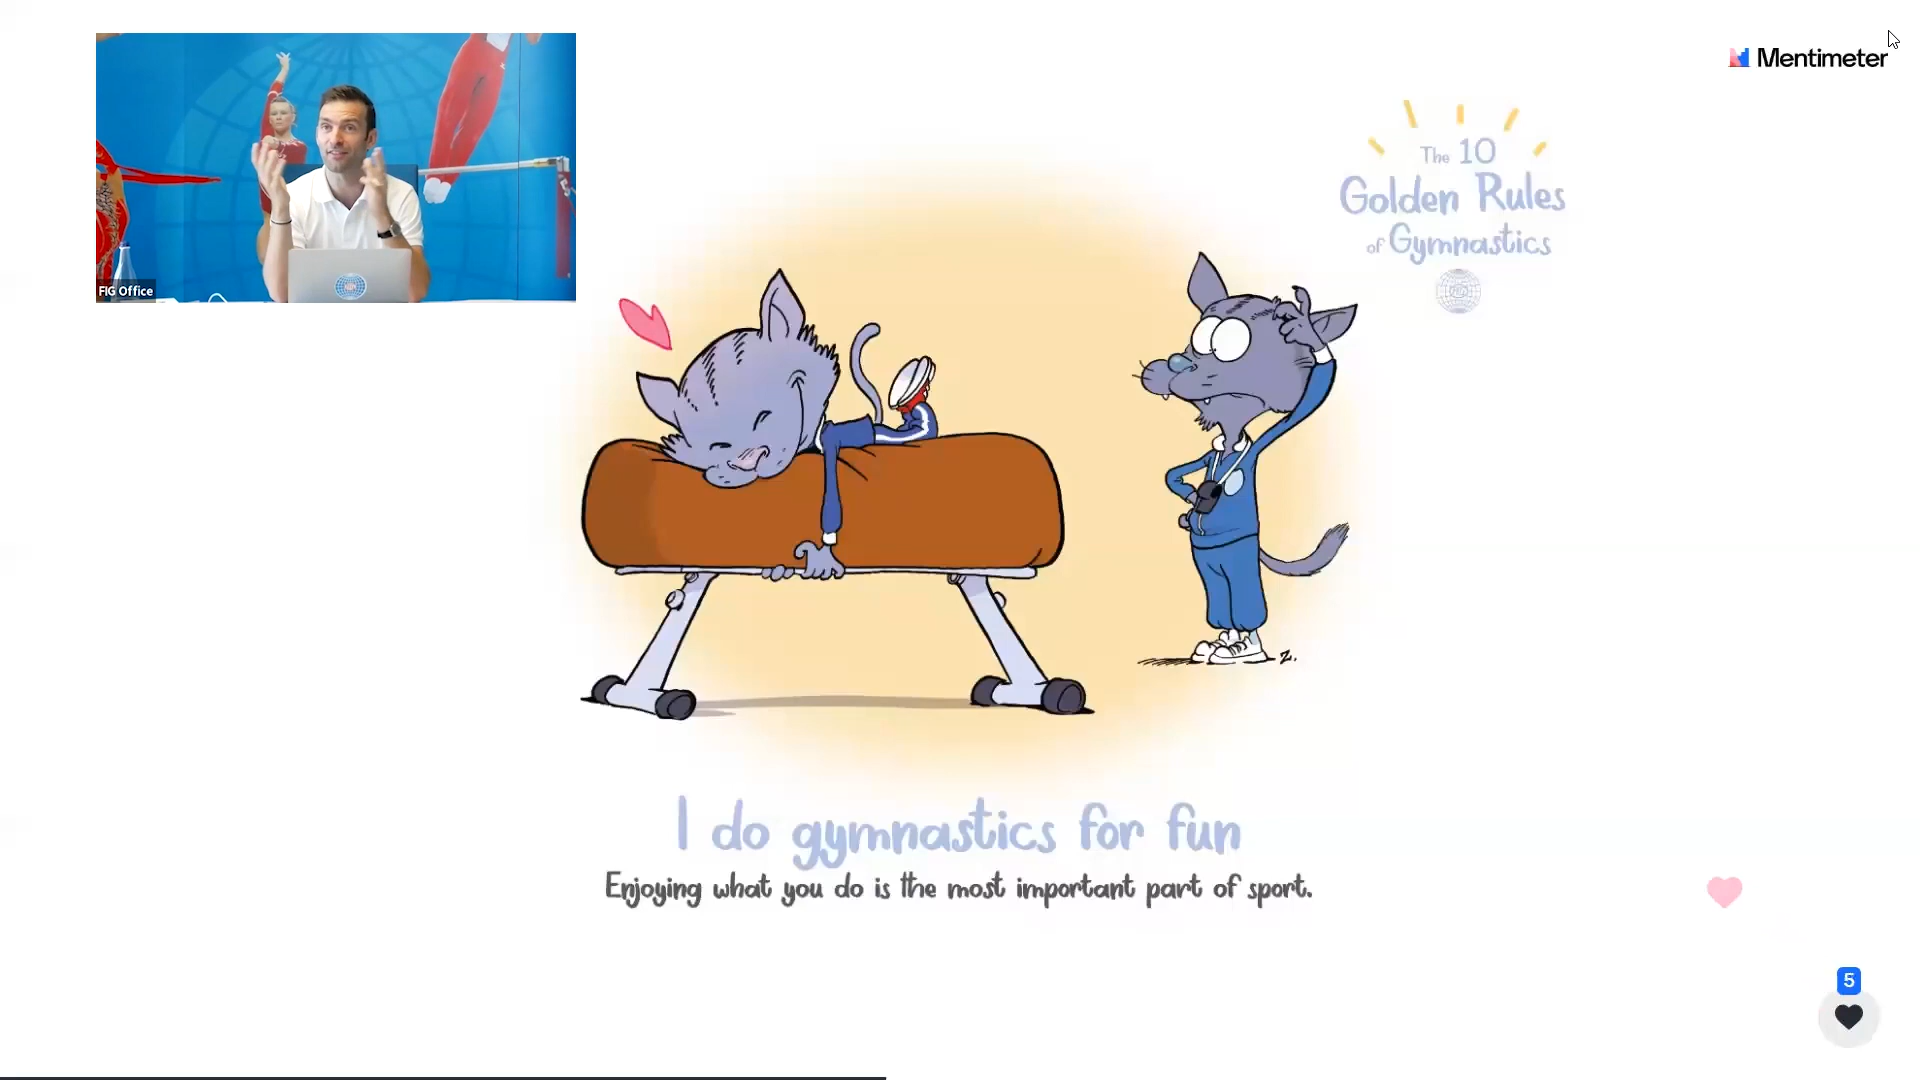 FIG Office
Mentimeter
The 10
Golden Rules
of Gymnastics
z.
I do gymnastics for fun
Enjoying what you do is the most important part of sport.
5